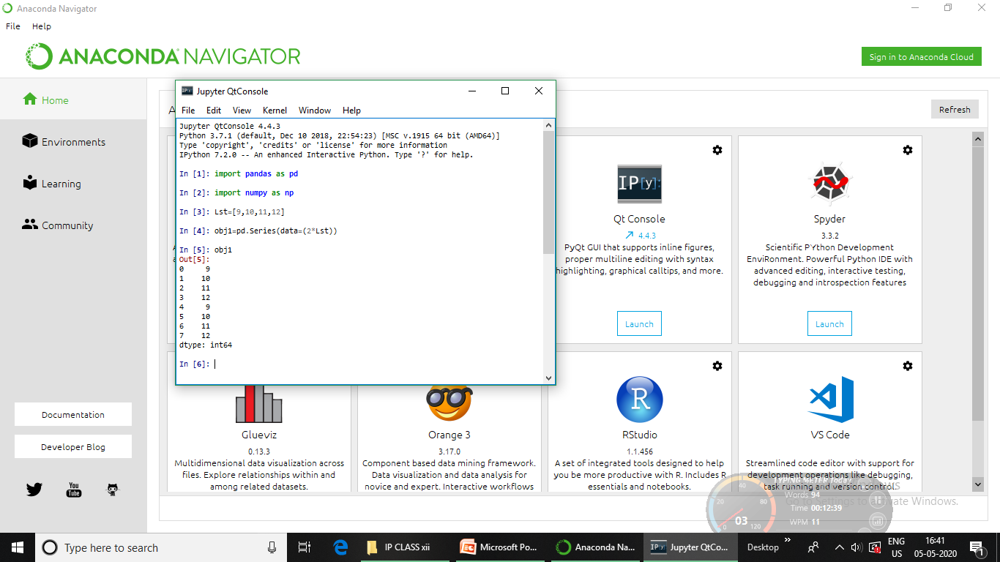 Anaconda Navigator
File Help
ANACONDA NAVIGATOR
Sign in to Anaconda Cloud
Home
Environments
Learning
Community
Documentation
Developer Blog
You
Tube
Refresh
Jupyter QtConsole
File Edit View Kernel Window Help
Jupyter QtConsole 4.4.3
Python 3.7.1 (default, Dec 10 2018, 22:54:23) [MSC v.1915 64 bit (AMD64)]
Type 'copyright', 'credits' or 'license' for more information
IPython 7.2.0 -- An enhanced Interactive Python. Type '?' for help.
In [1]: import pandas as pd
In [2]: import numpy as np
In [3]: Lst=[9,10,11,12]
In [4]: obj1=pd.Series(data=(2*Lst))
In [5]: obj1
Out[5]:
0 9
1 10
2 11
3 12
4 9
5 10
6 11
7 12
dtype: int64
In [6]:
IP[y]:
Qt Console
4.4.3
PyQt GUI that supports inline figures,
proper multiline editing with syntax
highlighting, graphical calltips, and more.
Launch
Spyder
3.3.2
Scientific PYthon Development
EnviRonment. Powerful Python IDE with
advanced editing, interactive testing,
debugging and introspection features
Launch
Glueviz
0.13.3
Multidimensional data visualization across
files. Explore relationships within and
among related datasets.
Orange 3
3.17.0
Component based data mining framework.
Data visualization and data analysis for
novice and expert. Interactive workflows
R
RStudio
1.1.456
A set of integrated tools designed to help
you be more productive with R. Includes R
essentials and notebooks.
VS Code
Streamlined code editor with support for
development operations like debugging,
task running and version control.
Go to Settings to activate Windows.
Words 94
Time 00:12:39
WPM 11
0 20 40 80 120
03
Type here to search
IP CLASS xii
Microsoft Po...
Anaconda Na...
Jupyter QtCo...
Desktop
ENG
US
16:41
05-05-2020
1